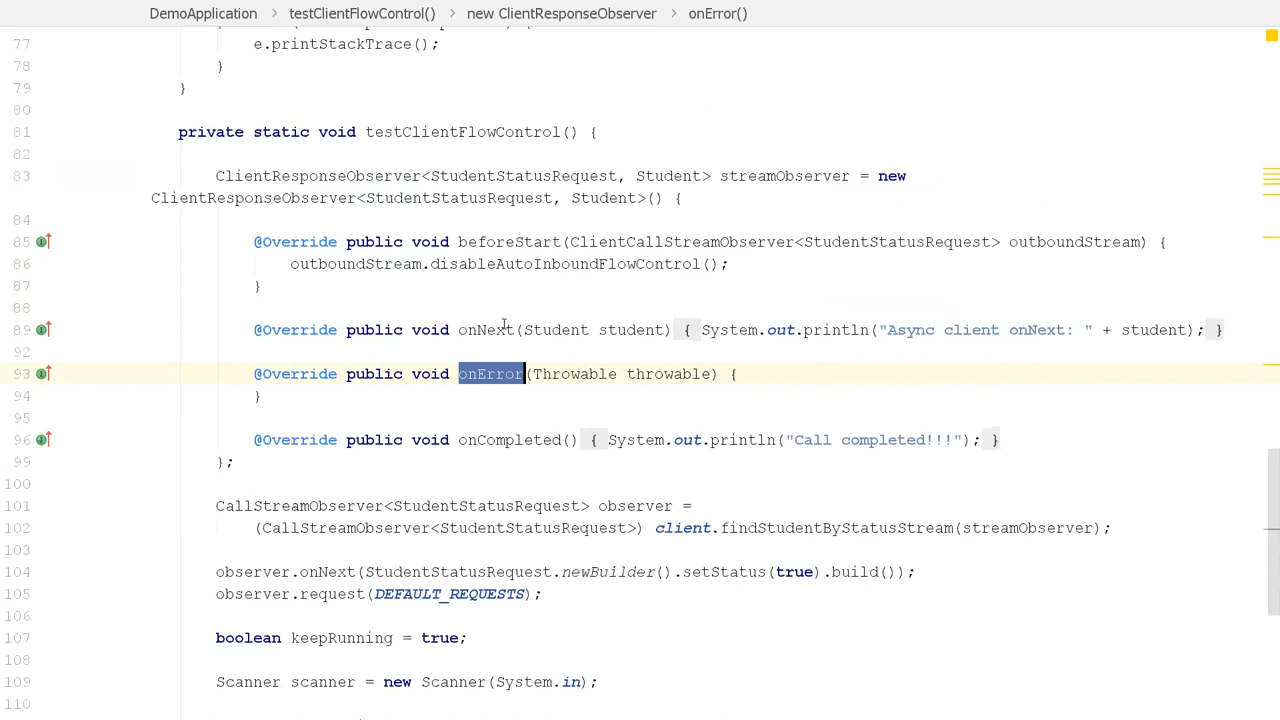 DemoApplication testClientFlowControl() new ClientResponseObserver onError()
77 e.printStackTrace();
78 }
79 }
80
81 private static void testClientFlowControl() {
82
83 ClientResponseObserver<StudentStatusRequest, Student> streamObserver = new
ClientResponseObserver<StudentStatusRequest, Student>() {
84
85 @Override public void beforeStart(ClientCallStreamObserver<StudentStatusRequest> outboundStream) {
86 outboundStream.disableAutoInboundFlowControl();
87 }
88
89 @Override public void onNext(Student student) { System.out.println("Async client onNext: " + student); }
92
93 @Override public void onError(Throwable throwable) {
94 }
95
96 @Override public void onCompleted() { System.out.println("Call completed!!!"); }
99 };
100
101 CallStreamObserver<StudentStatusRequest> observer =
102 (CallStreamObserver<StudentStatusRequest>) client.findStudentByStatusStream(streamObserver);
103
104 observer.onNext(StudentStatusRequest.newBuilder().setStatus(true).build());
105 observer.request(DEFAULT_REQUESTS);
106
107 boolean keepRunning = true;
108
109 Scanner scanner = new Scanner(System.in);
110